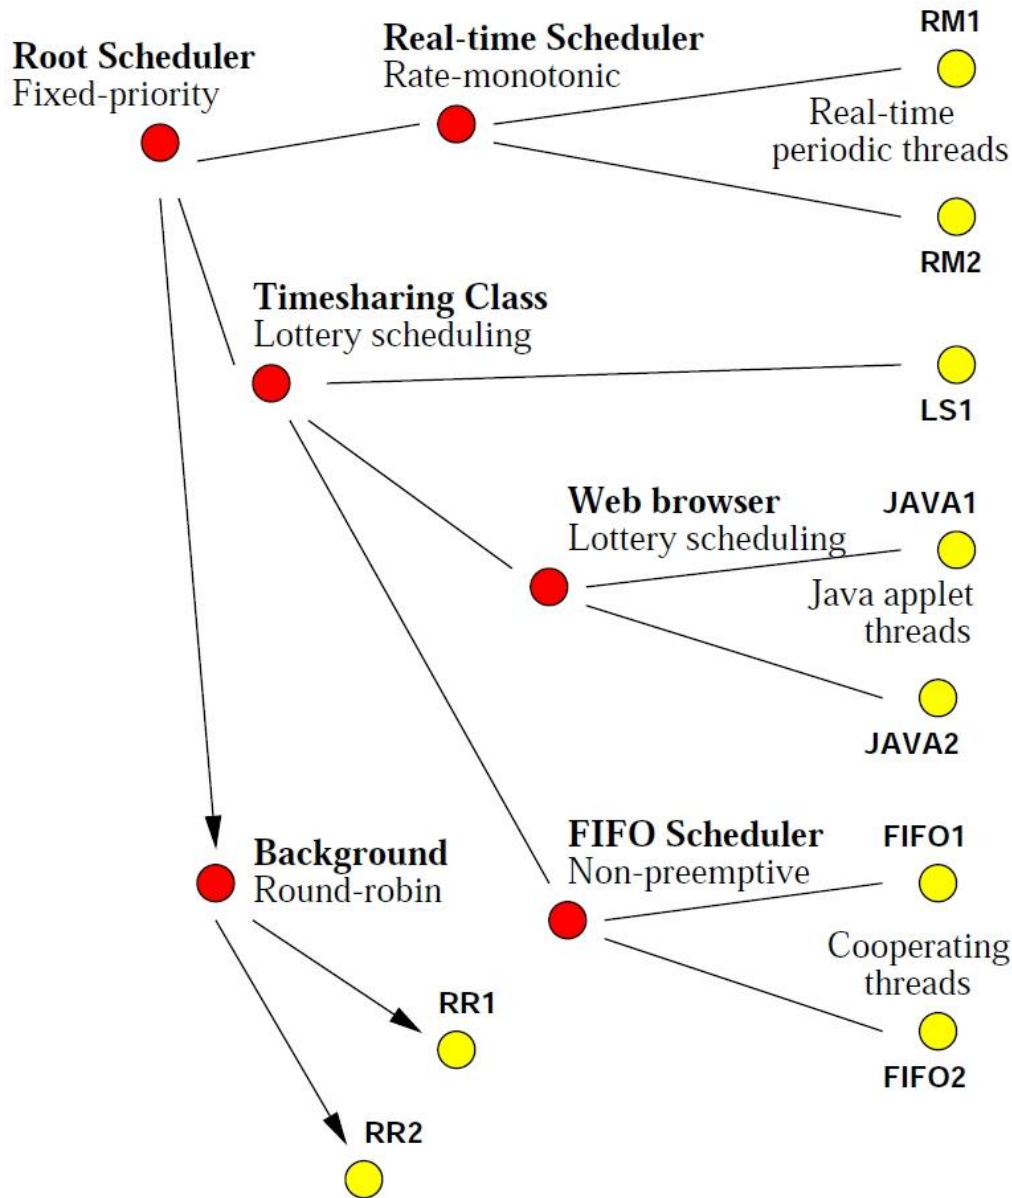 Root Scheduler
Fixed-priority
Real-time Scheduler
Rate-monotonic
RM1
Real-time
periodic threads
RM2
Timesharing Class
Lottery scheduling
LS1
Web browser
Lottery scheduling
JAVA1
Java applet
threads
JAVA2
Background
Round-robin
FIFO Scheduler
Non-preemptive
FIFO1
Cooperating
threads
FIFO2
RR1
RR2